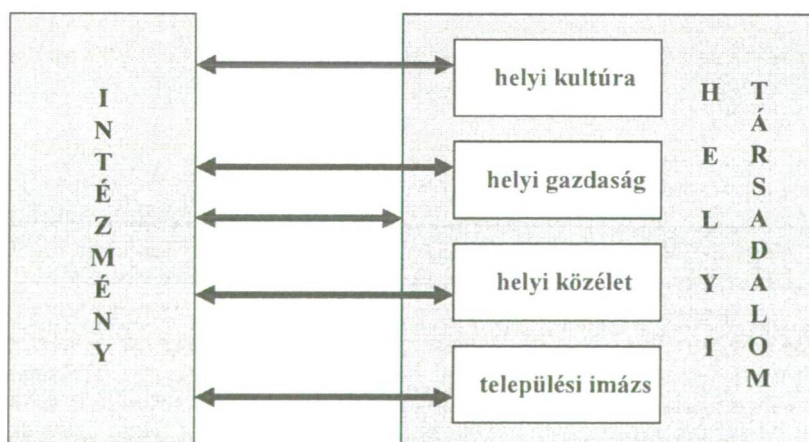 INTÉZMÉNY
helyi kultúra
helyi gazdaság
helyi közélet
települési imázs
HELYI
TÁRSADALOM